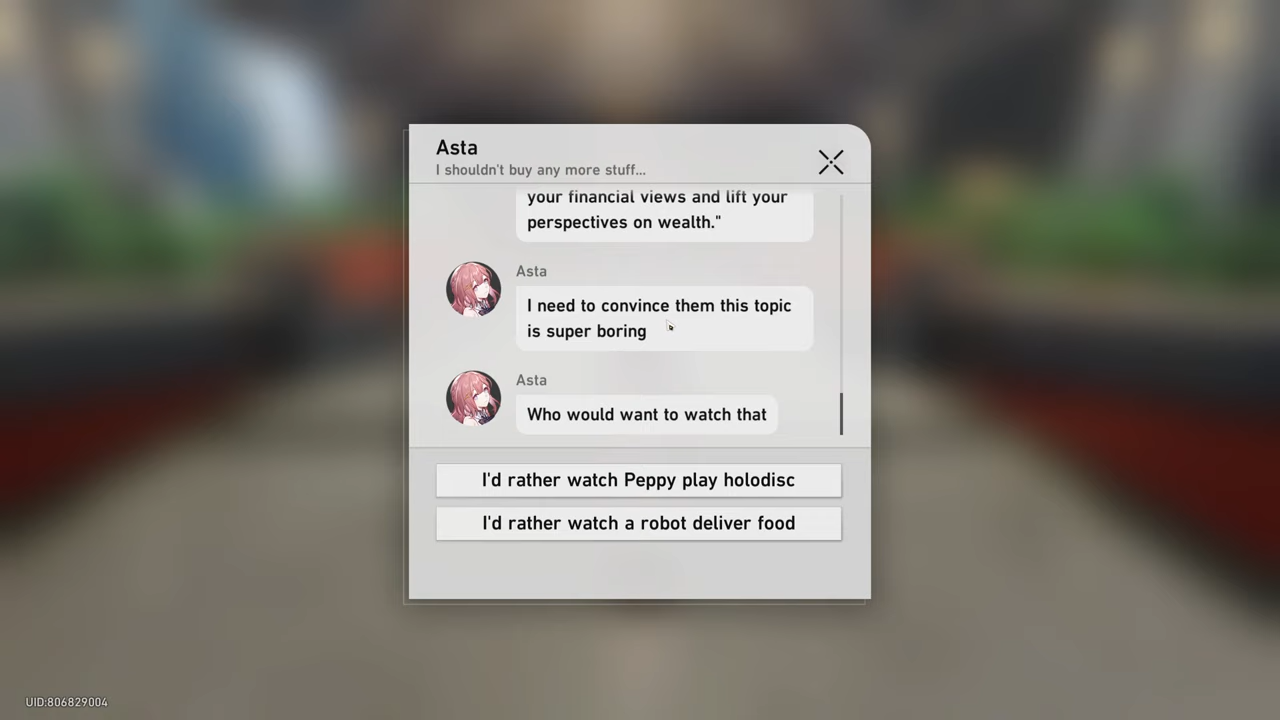 Asta
I shouldn't buy any more stuff...
your financial views and lift your
perspectives on wealth."
Asta
I need to convince them this topic
is super boring
Asta
Who would want to watch that
I'd rather watch Peppy play holodisc
I'd rather watch a robot deliver food
UID:806829004